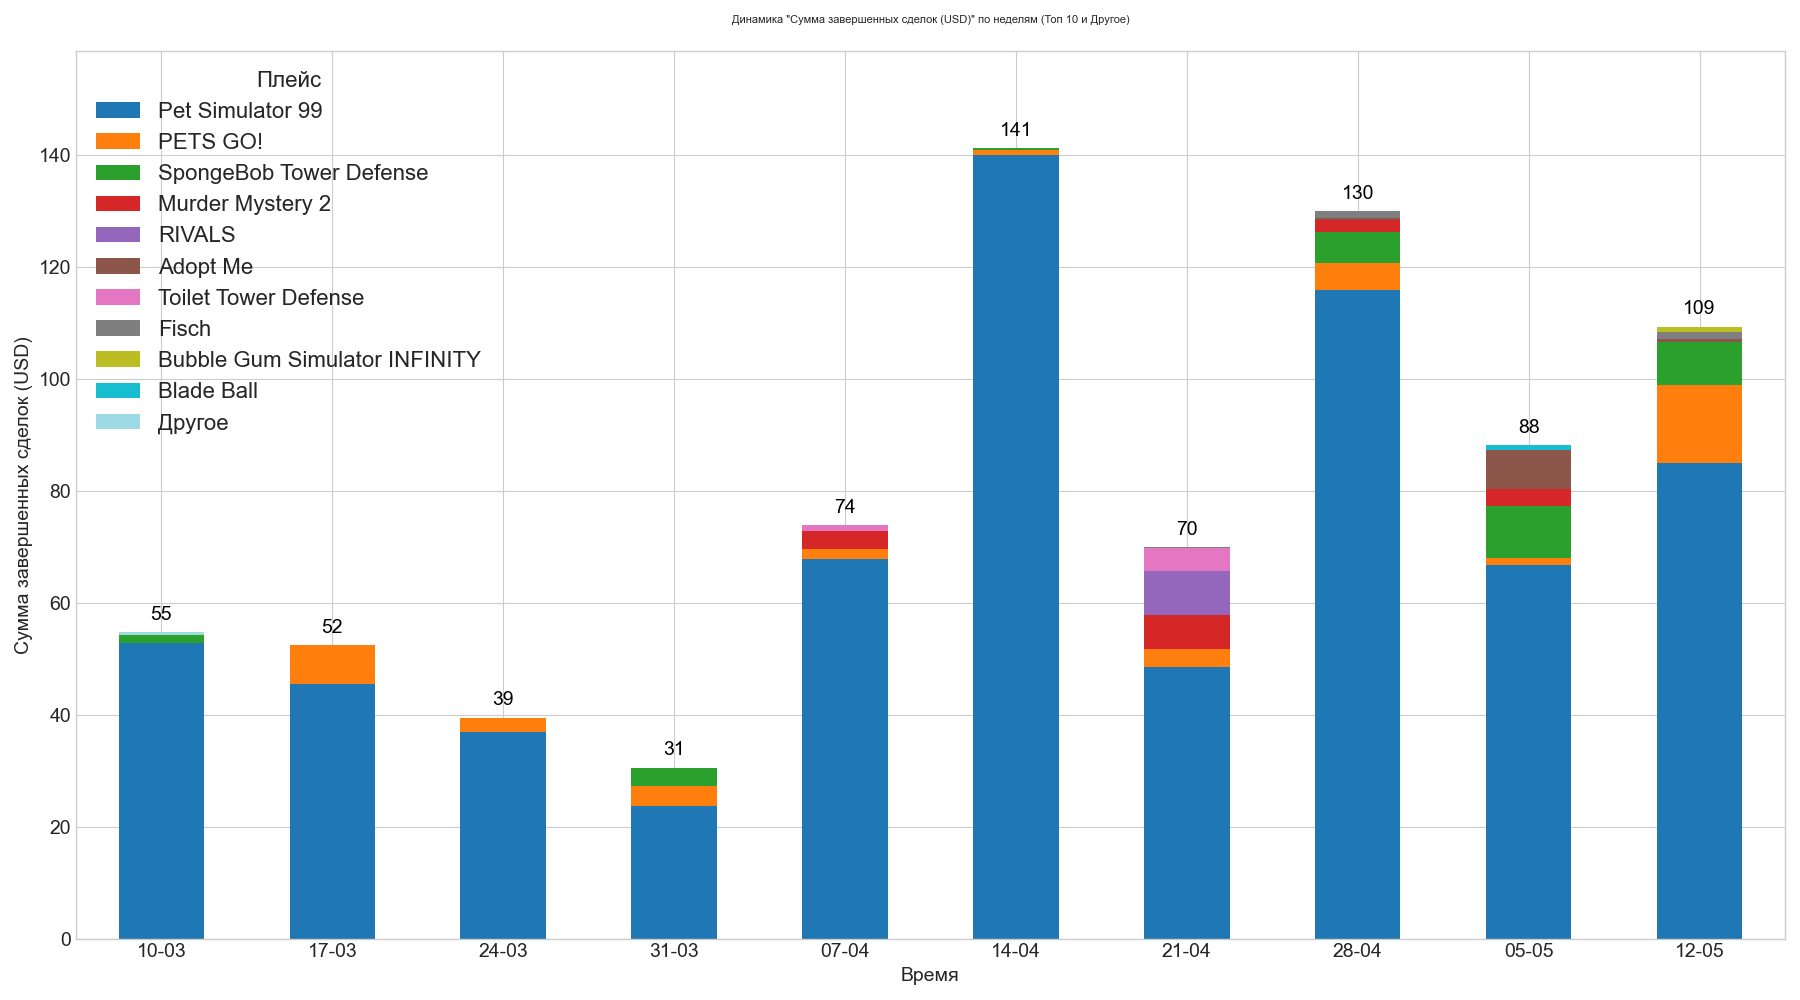 Динамика "Сумма завершенных сделок (USD)" по неделям (Топ 10 и Другое)
Плейс
Pet Simulator 99
PETS GO!
SpongeBob Tower Defense
Murder Mystery 2
RIVALS
Adopt Me
Toilet Tower Defense
Fisch
Bubble Gum Simulator INFINITY
Blade Ball
Другое
Сумма завершенных сделок (USD)
140
120
100
80
60
40
20
0
55
52
39
31
74
141
70
130
88
109
10-03
17-03
24-03
31-03
07-04
14-04
21-04
28-04
05-05
12-05
Время